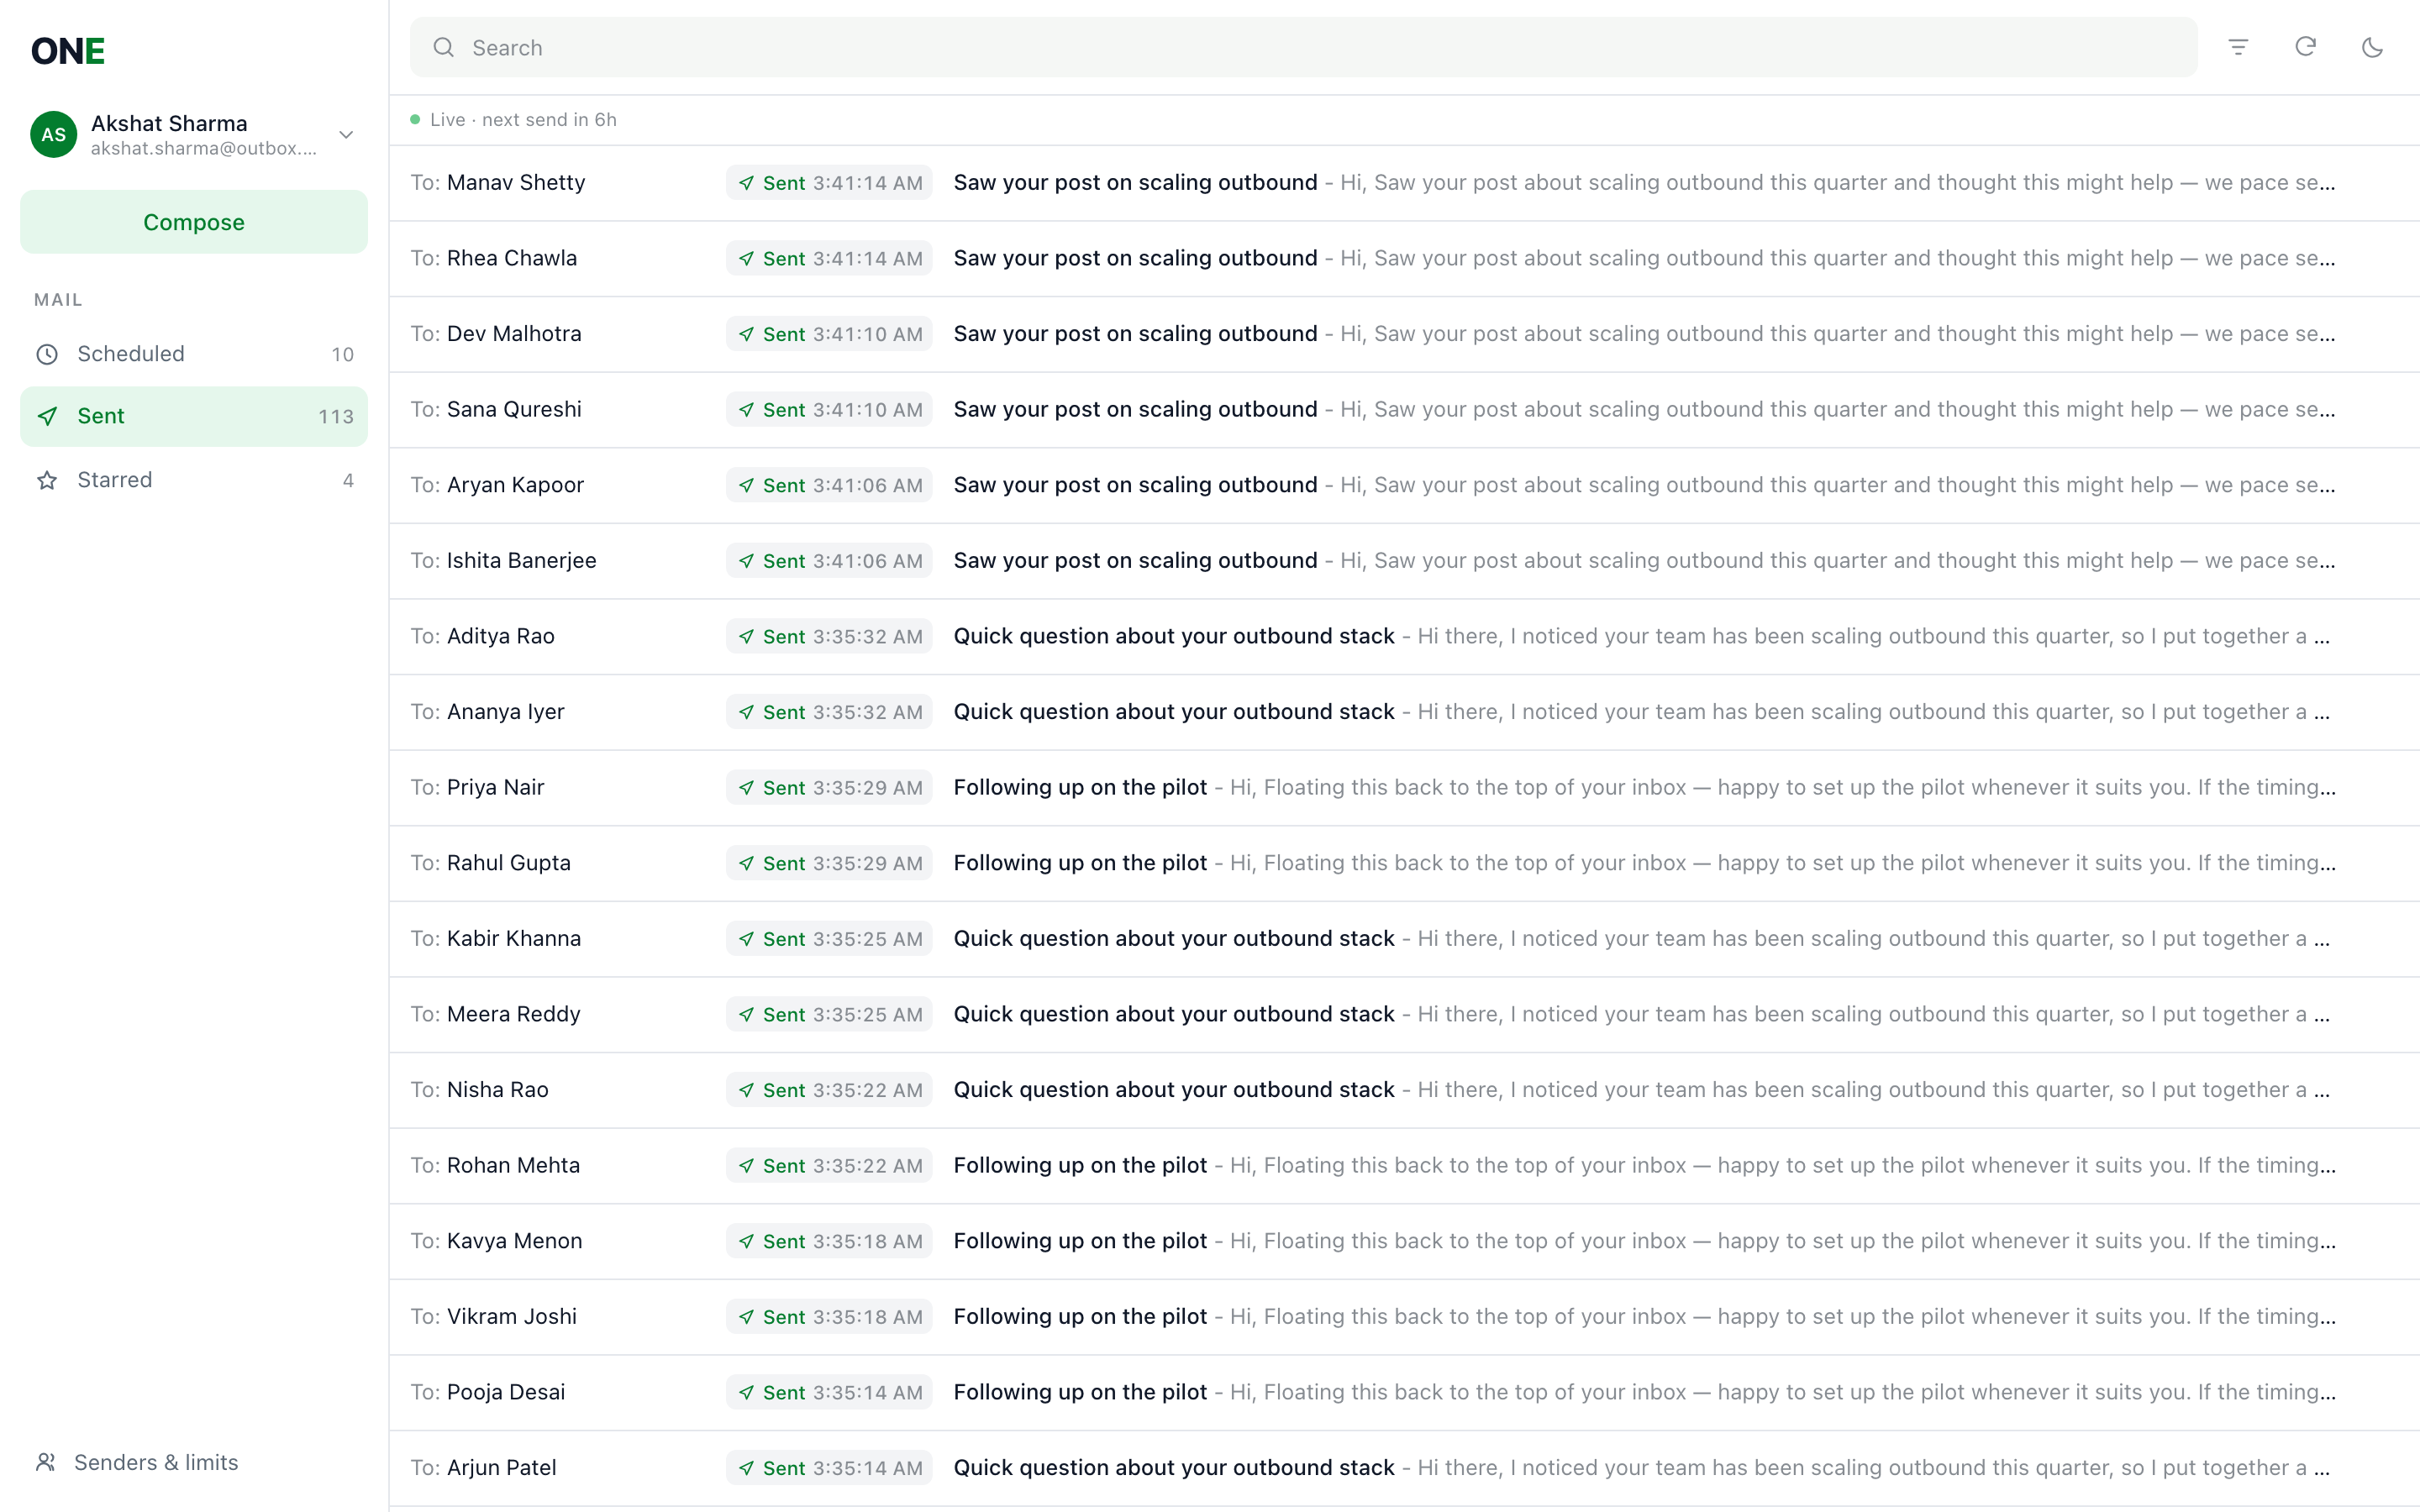 ONE
AS
Akshat Sharma
akshat.sharma@outbox....
Compose
MAIL
Scheduled 10
Sent 113
Starred 4
Senders & limits
Search
Live · next send in 6h
To: Manav Shetty Sent 3:41:14 AM Saw your post on scaling outbound - Hi, Saw your post about scaling outbound this quarter and thought this might help — we pace se...
To: Rhea Chawla Sent 3:41:14 AM Saw your post on scaling outbound - Hi, Saw your post about scaling outbound this quarter and thought this might help — we pace se...
To: Dev Malhotra Sent 3:41:10 AM Saw your post on scaling outbound - Hi, Saw your post about scaling outbound this quarter and thought this might help — we pace se...
To: Sana Qureshi Sent 3:41:10 AM Saw your post on scaling outbound - Hi, Saw your post about scaling outbound this quarter and thought this might help — we pace se...
To: Aryan Kapoor Sent 3:41:06 AM Saw your post on scaling outbound - Hi, Saw your post about scaling outbound this quarter and thought this might help — we pace se...
To: Ishita Banerjee Sent 3:41:06 AM Saw your post on scaling outbound - Hi, Saw your post about scaling outbound this quarter and thought this might help — we pace se...
To: Aditya Rao Sent 3:35:32 AM Quick question about your outbound stack - Hi there, I noticed your team has been scaling outbound this quarter, so I put together a ...
To: Ananya Iyer Sent 3:35:32 AM Quick question about your outbound stack - Hi there, I noticed your team has been scaling outbound this quarter, so I put together a ...
To: Priya Nair Sent 3:35:29 AM Following up on the pilot - Hi, Floating this back to the top of your inbox — happy to set up the pilot whenever it suits you. If the timing...
To: Rahul Gupta Sent 3:35:29 AM Following up on the pilot - Hi, Floating this back to the top of your inbox — happy to set up the pilot whenever it suits you. If the timing...
To: Kabir Khanna Sent 3:35:25 AM Quick question about your outbound stack - Hi there, I noticed your team has been scaling outbound this quarter, so I put together a ...
To: Meera Reddy Sent 3:35:25 AM Quick question about your outbound stack - Hi there, I noticed your team has been scaling outbound this quarter, so I put together a ...
To: Nisha Rao Sent 3:35:22 AM Quick question about your outbound stack - Hi there, I noticed your team has been scaling outbound this quarter, so I put together a ...
To: Rohan Mehta Sent 3:35:22 AM Following up on the pilot - Hi, Floating this back to the top of your inbox — happy to set up the pilot whenever it suits you. If the timing...
To: Kavya Menon Sent 3:35:18 AM Following up on the pilot - Hi, Floating this back to the top of your inbox — happy to set up the pilot whenever it suits you. If the timing...
To: Vikram Joshi Sent 3:35:18 AM Following up on the pilot - Hi, Floating this back to the top of your inbox — happy to set up the pilot whenever it suits you. If the timing...
To: Pooja Desai Sent 3:35:14 AM Following up on the pilot - Hi, Floating this back to the top of your inbox — happy to set up the pilot whenever it suits you. If the timing...
To: Arjun Patel Sent 3:35:14 AM Quick question about your outbound stack - Hi there, I noticed your team has been scaling outbound this quarter, so I put together a ...